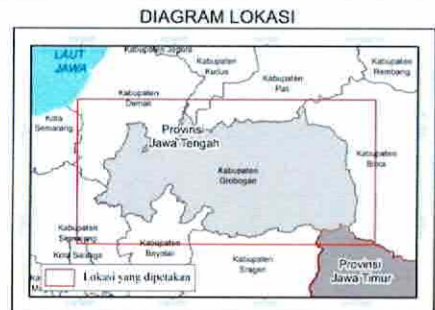 DIAGRAM LOKASI
LAUT
JAWA
Kabupaten Jepara
Kabupaten
Kudus
Kabupaten
Pati
Kabupaten
Rembang
Kabupaten
Demak
Kota
Semarang
Provinsi
Jawa Tengah
Kabupaten
Grobogan
Kabupaten
Blora
Kabupaten
Semarang
Kota Salatiga
Kabupaten
Boyolali
Kabupaten
Sragen
Provinsi
Jawa Timur
Lokasi yang dipetakan